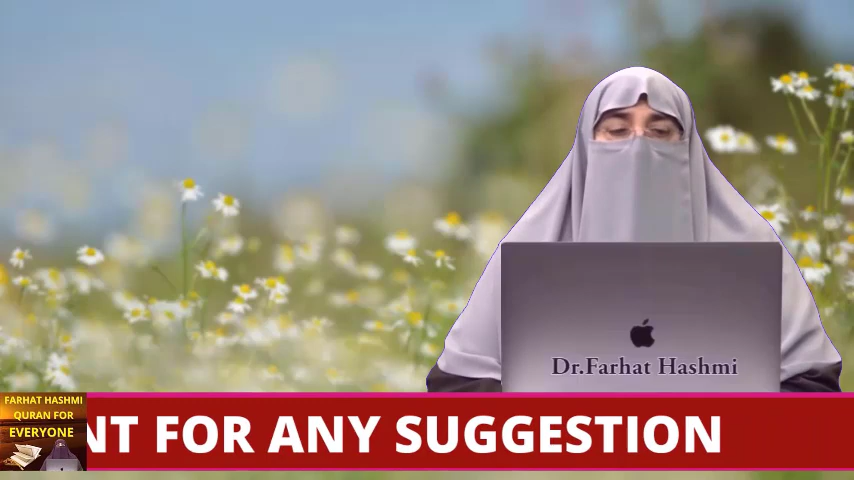 Dr.Farhat Hashmi
FARHAT HASHMI
QURAN FOR
EVERYONE
NT FOR ANY SUGGESTION